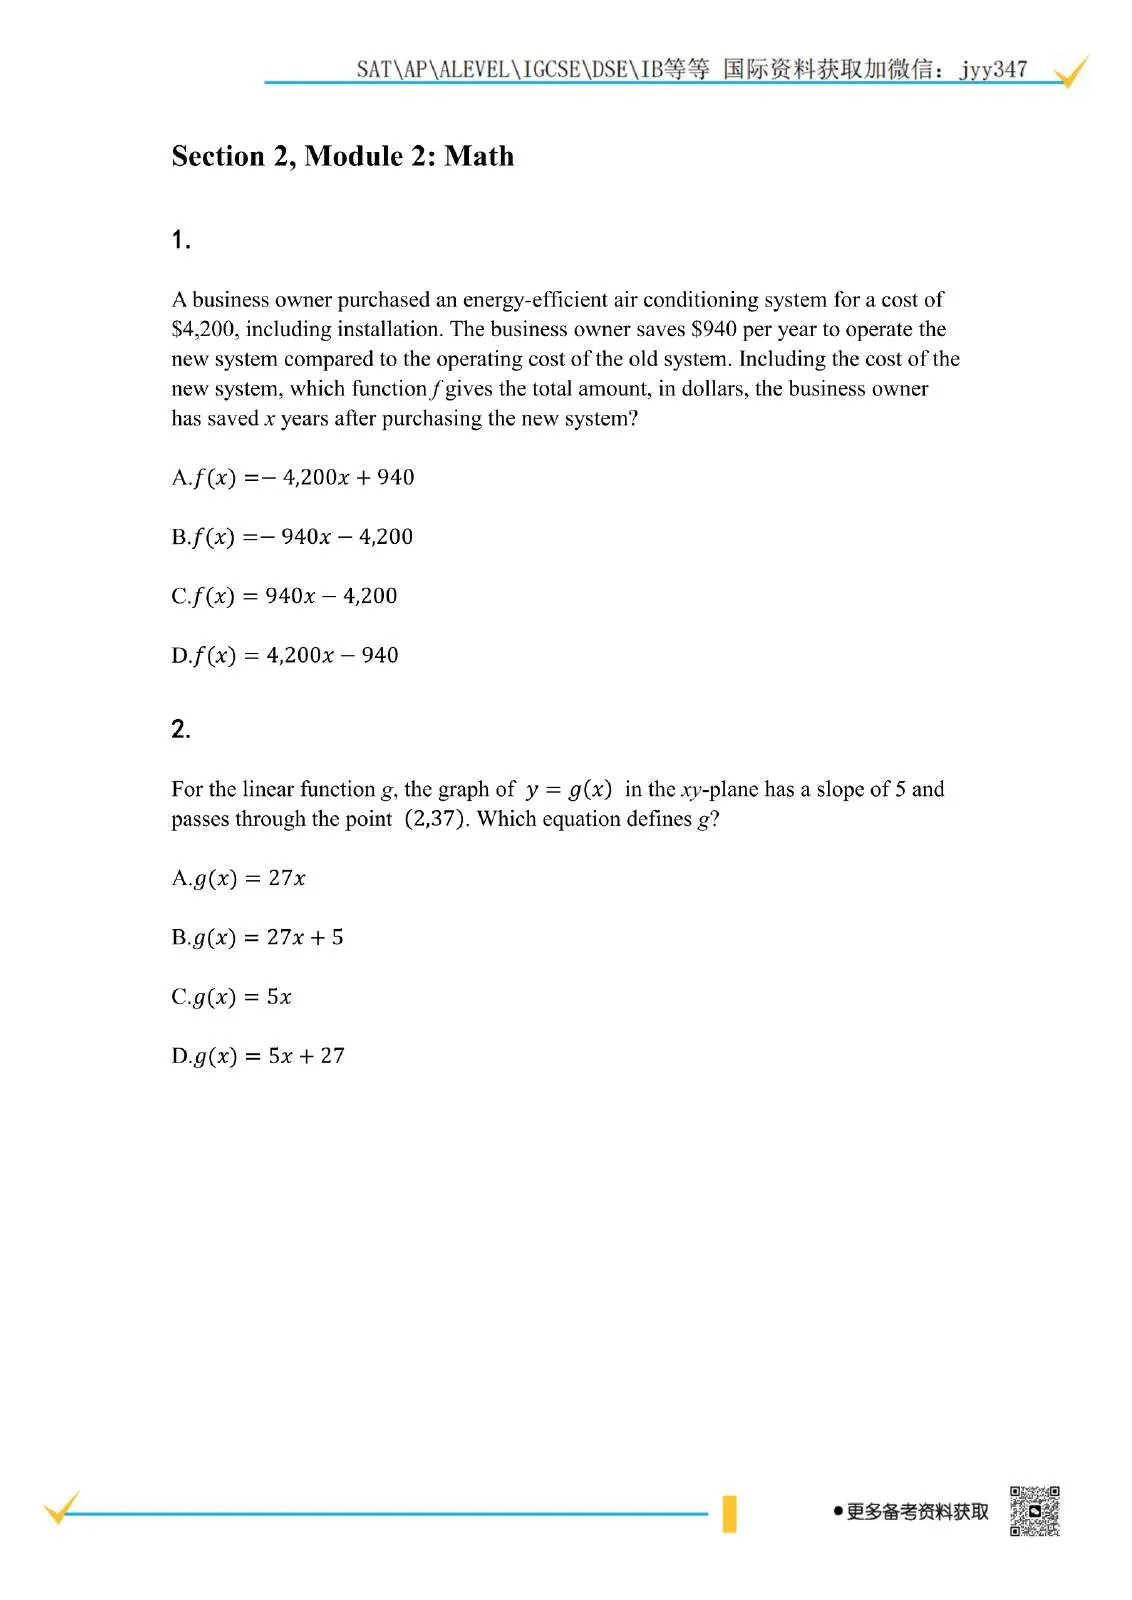 SAT\AP\ALEVEL\IGCSE\DSE\IB等等 国际资料获取加微信：jyy347
Section 2, Module 2: Math
1.
A business owner purchased an energy-efficient air conditioning system for a cost of
$4,200, including installation. The business owner saves $940 per year to operate the
new system compared to the operating cost of the old system. Including the cost of the
new system, which function f gives the total amount, in dollars, the business owner
has saved x years after purchasing the new system?
A.f(x) =− 4,200x + 940
B.f(x) =− 940x − 4,200
C.f(x) = 940x − 4,200
D.f(x) = 4,200x − 940
2.
For the linear function g, the graph of y = g(x) in the xy-plane has a slope of 5 and
passes through the point (2,37). Which equation defines g?
A.g(x) = 27x
B.g(x) = 27x + 5
C.g(x) = 5x
D.g(x) = 5x + 27
●更多备考资料获取